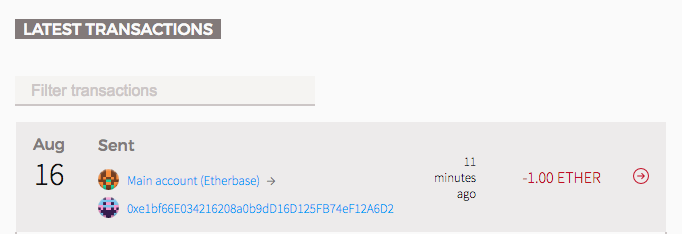 LATEST TRANSACTIONS
Filter transactions
Aug
16
Sent
Main account (Etherbase) →
0xe1bf66E034216208a0b9dD16D125FB74eF12A6D2
11
minutes
ago
-1.00 ETHER